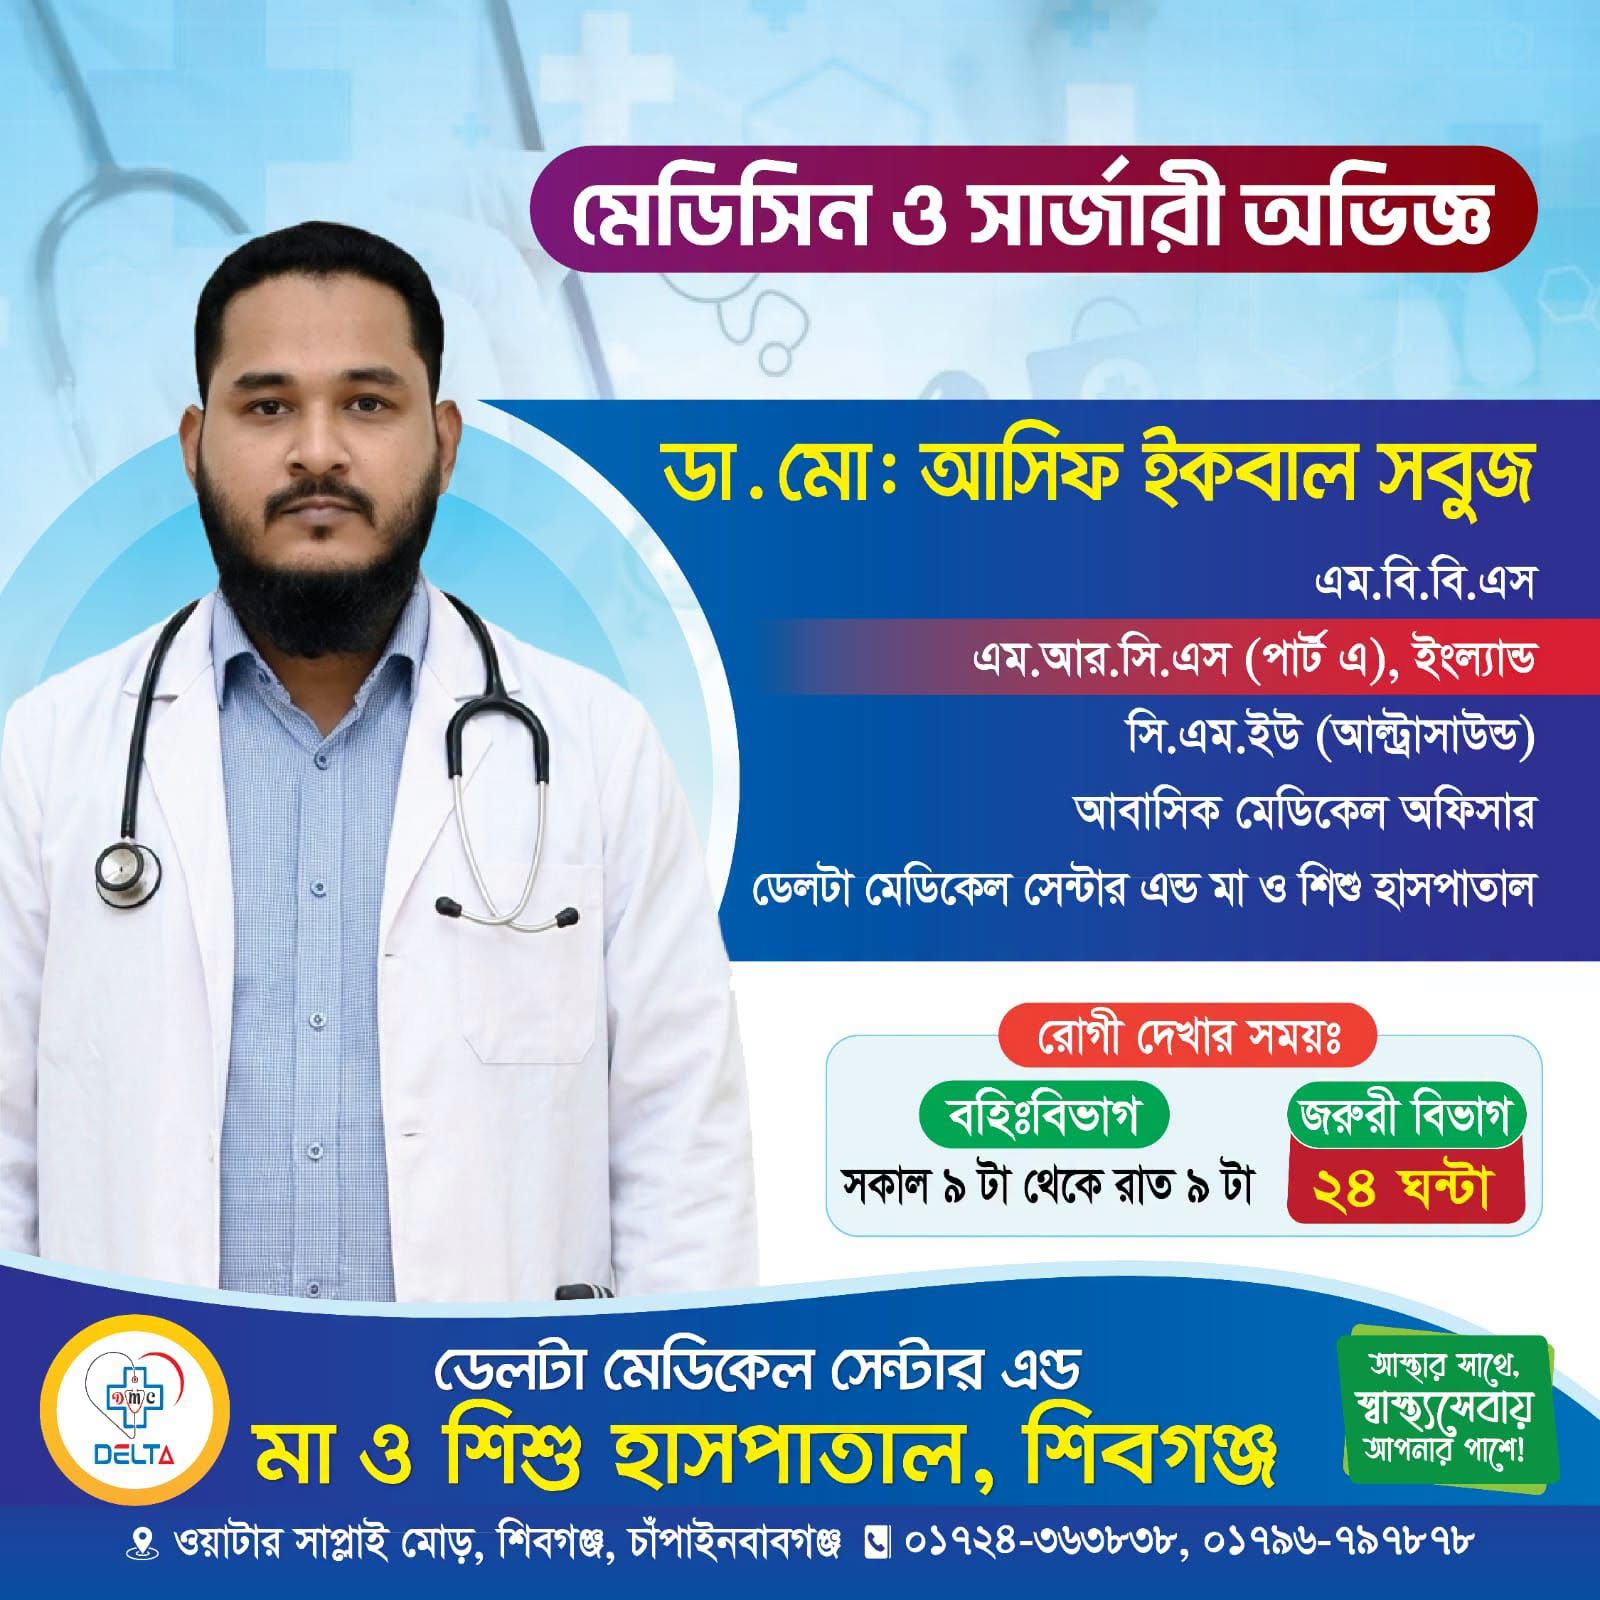 মেডিসিন ও সার্জারী অভিজ্ঞ
ডা. মো: আসিফ ইকবাল সবুজ
এম.বি.বি.এস
এম.আর.সি.এস (পার্ট এ), ইংল্যান্ড
সি.এম.ইউ (আল্ট্রাসাউন্ড)
আবাসিক মেডিকেল অফিসার
ডেলটা মেডিকেল সেন্টার এন্ড মা ও শিশু হাসপাতাল
রোগী দেখার সময়ঃ
বহিঃবিভাগ
সকাল ৯ টা থেকে রাত ৯ টা
জরুরী বিভাগ
২৪ ঘন্টা
DMC
DELTA
ডেলটা মেডিকেল সেন্টার এণ্ড
মা ও শিশু হাসপাতাল, শিবগঞ্জ
আস্থার সাথে,
স্বাস্থ্যসেবায়
আপনার পাশে!
ওয়াটার সাপ্লাই মোড়, শিবগঞ্জ, চাঁপাইনবাবগঞ্জ ০১৭২৪-৩৬৩৮৩৮, ০১৭৯৬-৭৯৭৮৭৮